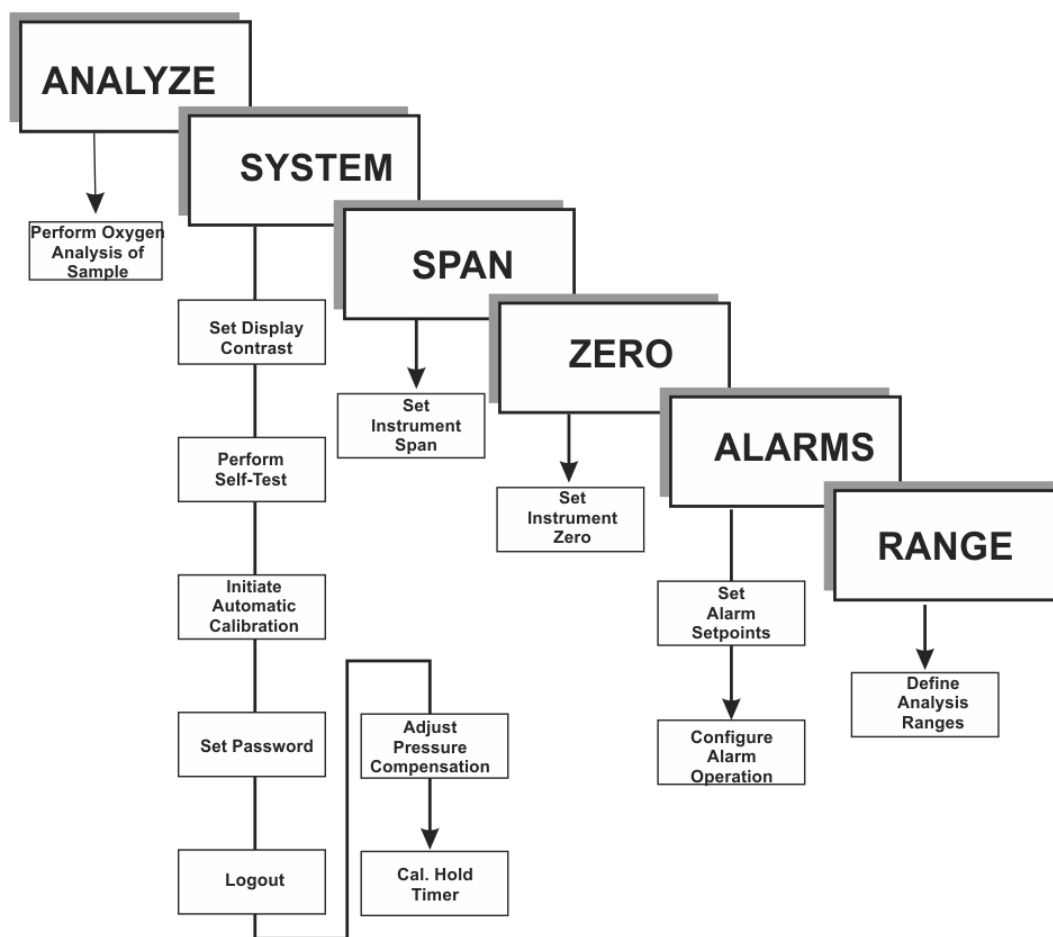 ANALYZE
SYSTEM
SPAN
ZERO
ALARMS
RANGE
Perform Oxygen
Analysis of
Sample
Set Display
Contrast
Perform
Self-Test
Initiate
Automatic
Calibration
Set Password
Logout
Adjust
Pressure
Compensation
Cal. Hold
Timer
Set
Instrument
Span
Set
Instrument
Zero
Set
Alarm
Setpoints
Configure
Alarm
Operation
Define
Analysis
Ranges